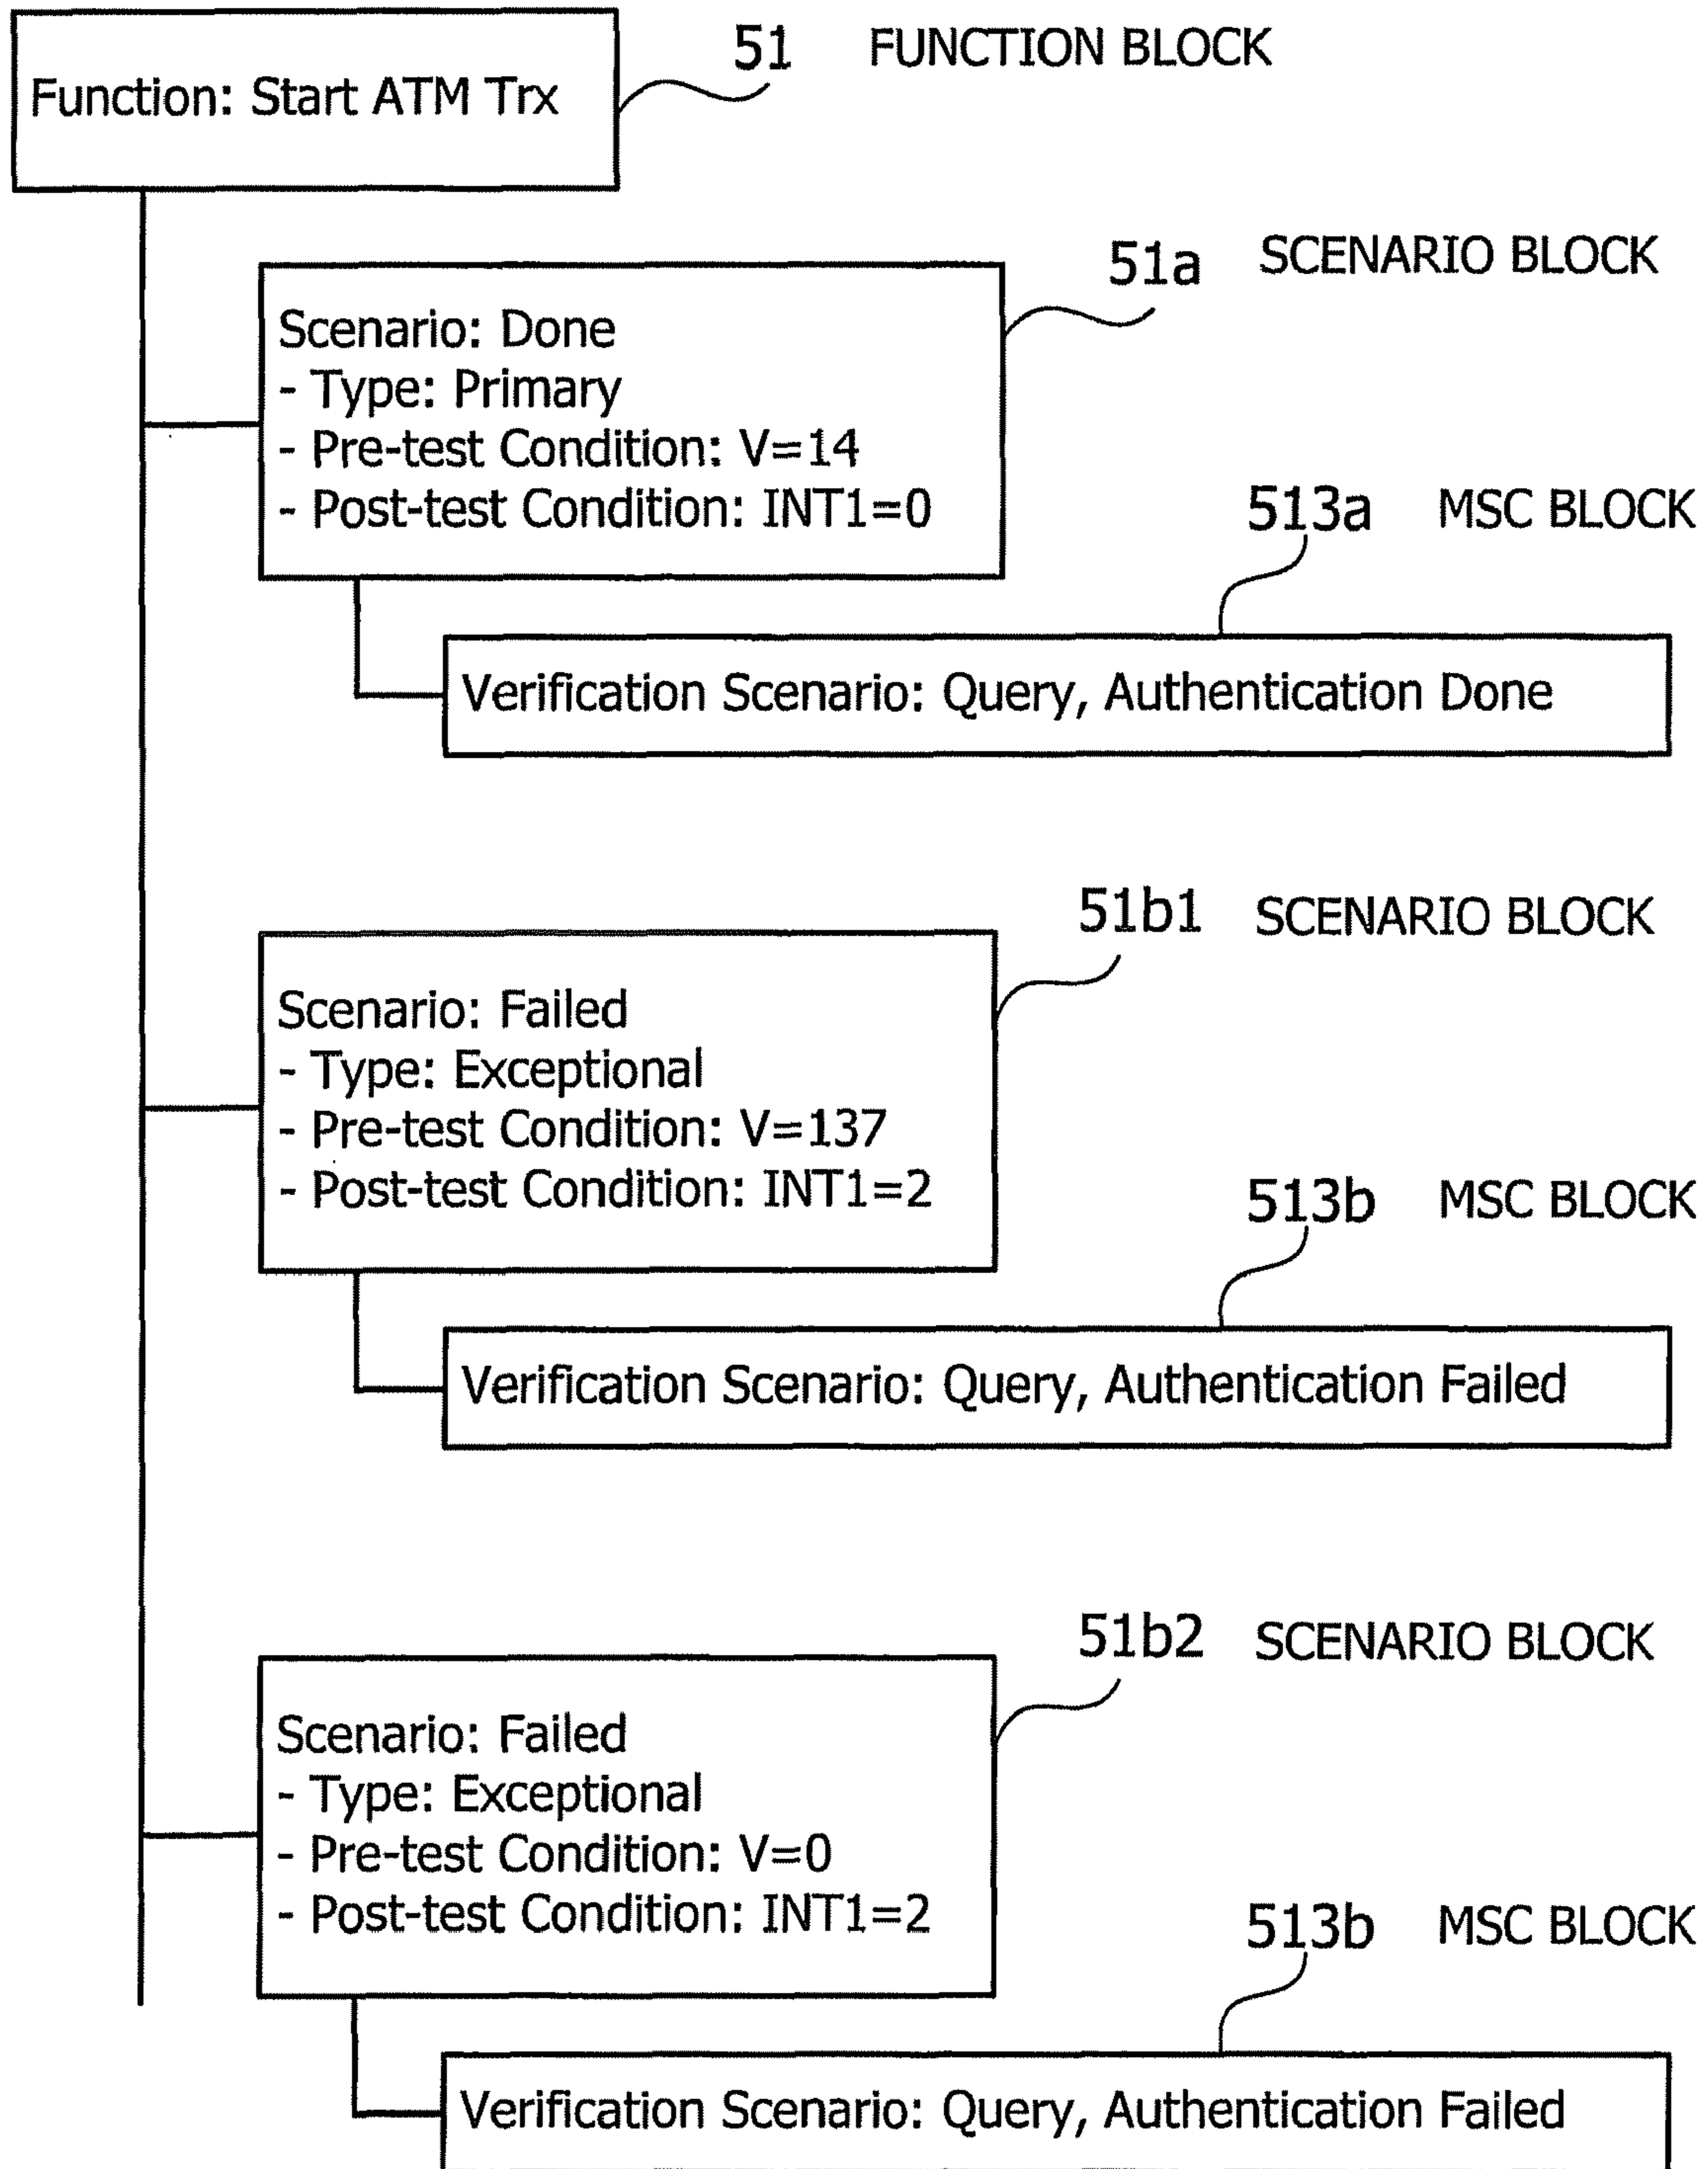 51 FUNCTION BLOCK
Function: Start ATM Trx
51a SCENARIO BLOCK
Scenario: Done
- Type: Primary
- Pre-test Condition: V=14
- Post-test Condition: INT1=0
513a MSC BLOCK
Verification Scenario: Query, Authentication Done
51b1 SCENARIO BLOCK
Scenario: Failed
- Type: Exceptional
- Pre-test Condition: V=137
- Post-test Condition: INT1=2
513b MSC BLOCK
Verification Scenario: Query, Authentication Failed
51b2 SCENARIO BLOCK
Scenario: Failed
- Type: Exceptional
- Pre-test Condition: V=0
- Post-test Condition: INT1=2
513b MSC BLOCK
Verification Scenario: Query, Authentication Failed